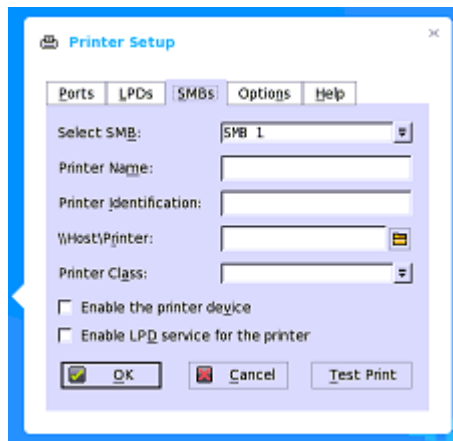 Printer Setup
Ports LPDs SMBs Options Help
Select SMB: SMB 1
Printer Name:
Printer Identification:
\\Host\Printer:
Printer Class:
Enable the printer device
Enable LPD service for the printer
OK Cancel Test Print